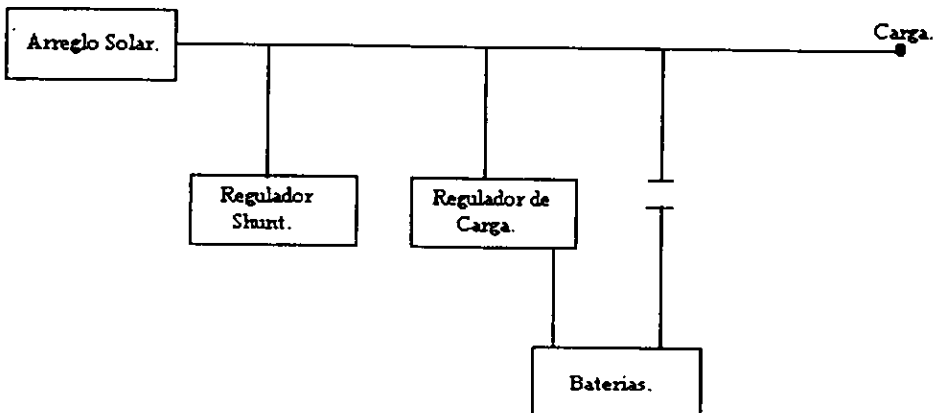 Arreglo Solar.
Carga.
Regulador
Shunt.
Regulador de
Carga.
Baterias.